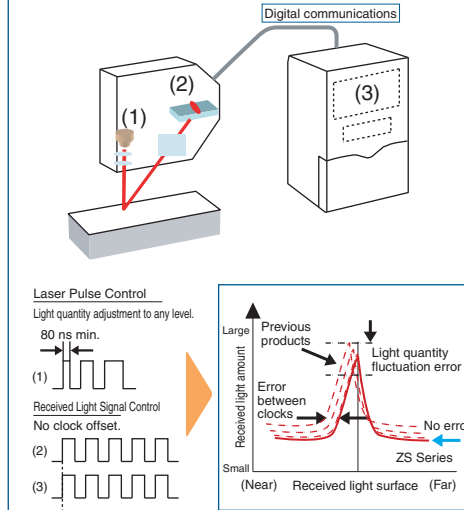 Digital communications
(1)
(2)
(3)
Laser Pulse Control
Light quantity adjustment to any level.
80 ns min.
(1)
Received Light Signal Control
No clock offset.
(2)
(3)
Large
Received light amount
Small
Previous
products
Error
between
clocks
Light quantity
fluctuation error
No error
ZS Series
(Near)
Received light surface
(Far)